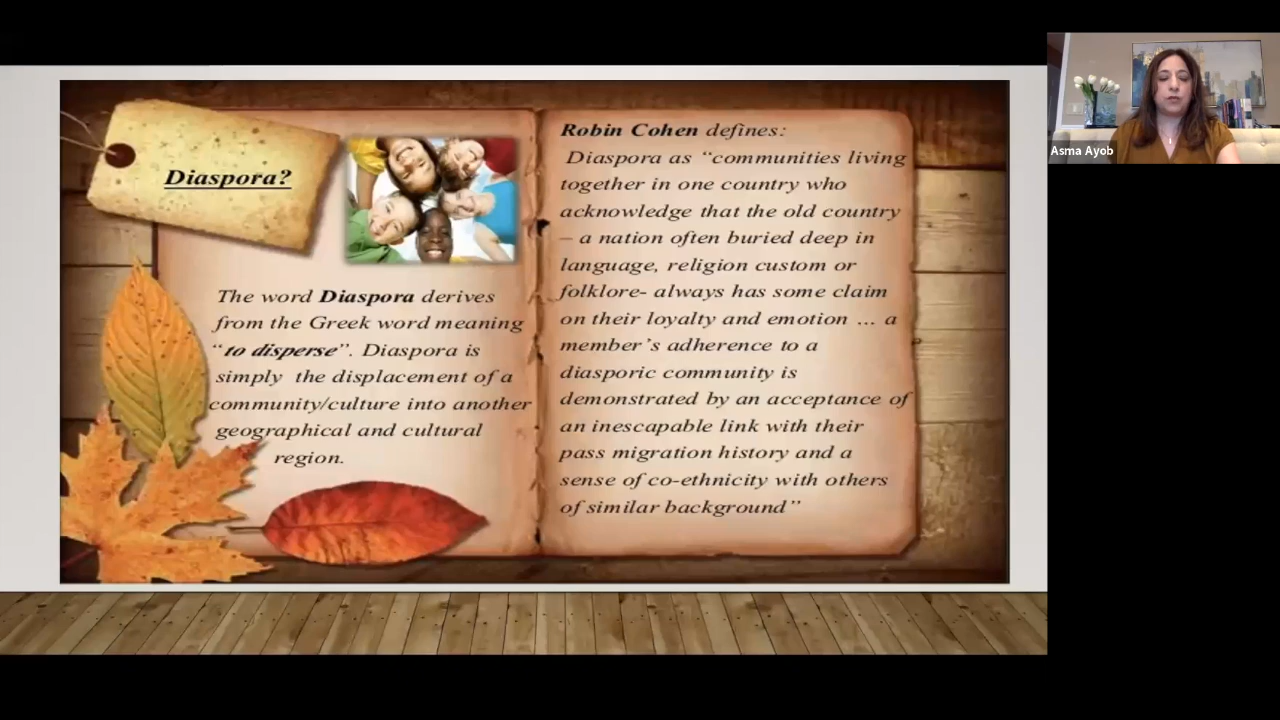 Diaspora?
The word Diaspora derives
from the Greek word meaning
“to disperse”. Diaspora is
simply the displacement of a
community/culture into another
geographical and cultural
region.
Robin Cohen defines:
Diaspora as “communities living
together in one country who
acknowledge that the old country
– a nation often buried deep in
language, religion custom or
folklore- always has some claim
on their loyalty and emotion … a
member’s adherence to a
diasporic community is
demonstrated by an acceptance of
an inescapable link with their
pass migration history and a
sense of co-ethnicity with others
of similar background”
Asma Ayob